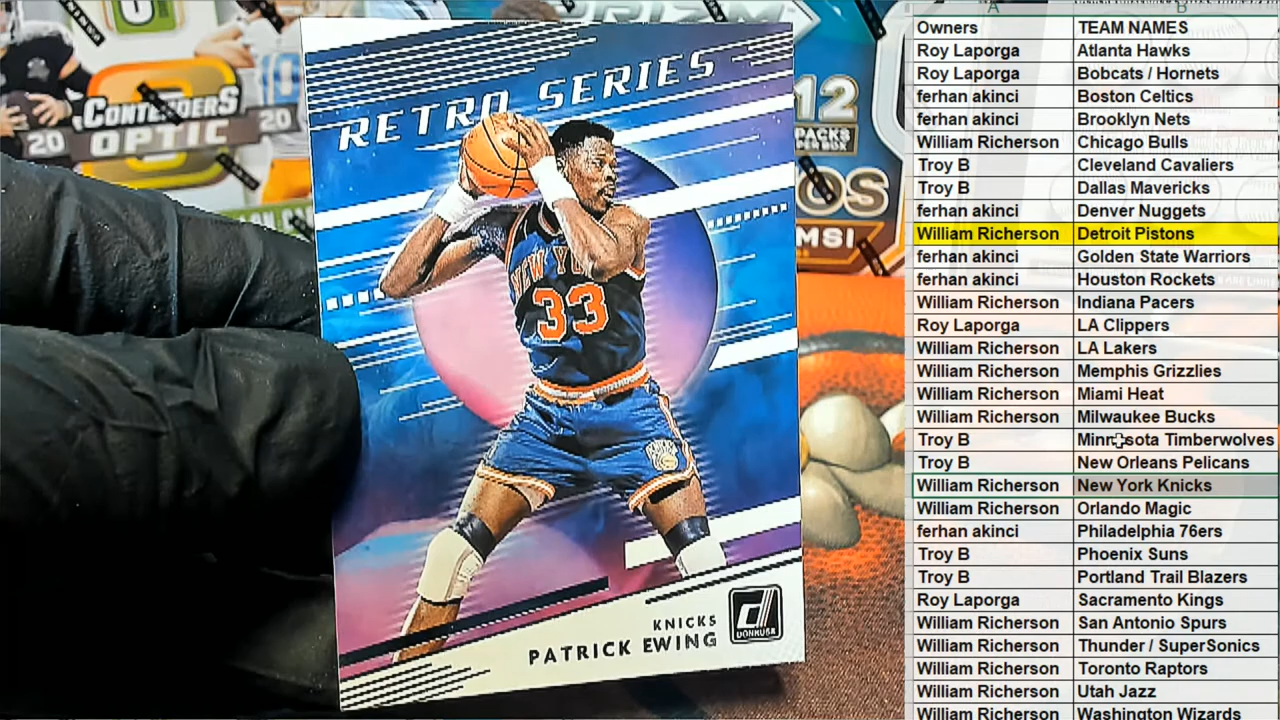 CONTENDERS
20 OPTIC 20
PRIZM
12
PACKS
PER BOX
RETRO SERIES
NEW YORK
33
KNICKS
KNICKS
PATRICK EWING
DONRUSS
A B
Owners TEAM NAMES
Roy Laporga Atlanta Hawks
Roy Laporga Bobcats / Hornets
ferhan akinci Boston Celtics
ferhan akinci Brooklyn Nets
William Richerson Chicago Bulls
Troy B Cleveland Cavaliers
Troy B Dallas Mavericks
ferhan akinci Denver Nuggets
William Richerson Detroit Pistons
ferhan akinci Golden State Warriors
ferhan akinci Houston Rockets
William Richerson Indiana Pacers
Roy Laporga LA Clippers
William Richerson LA Lakers
William Richerson Memphis Grizzlies
William Richerson Miami Heat
William Richerson Milwaukee Bucks
Troy B Minnesota Timberwolves
Troy B New Orleans Pelicans
William Richerson New York Knicks
William Richerson Orlando Magic
ferhan akinci Philadelphia 76ers
Troy B Phoenix Suns
Troy B Portland Trail Blazers
Roy Laporga Sacramento Kings
William Richerson San Antonio Spurs
William Richerson Thunder / SuperSonics
William Richerson Toronto Raptors
William Richerson Utah Jazz
William Richerson Washington Wizards